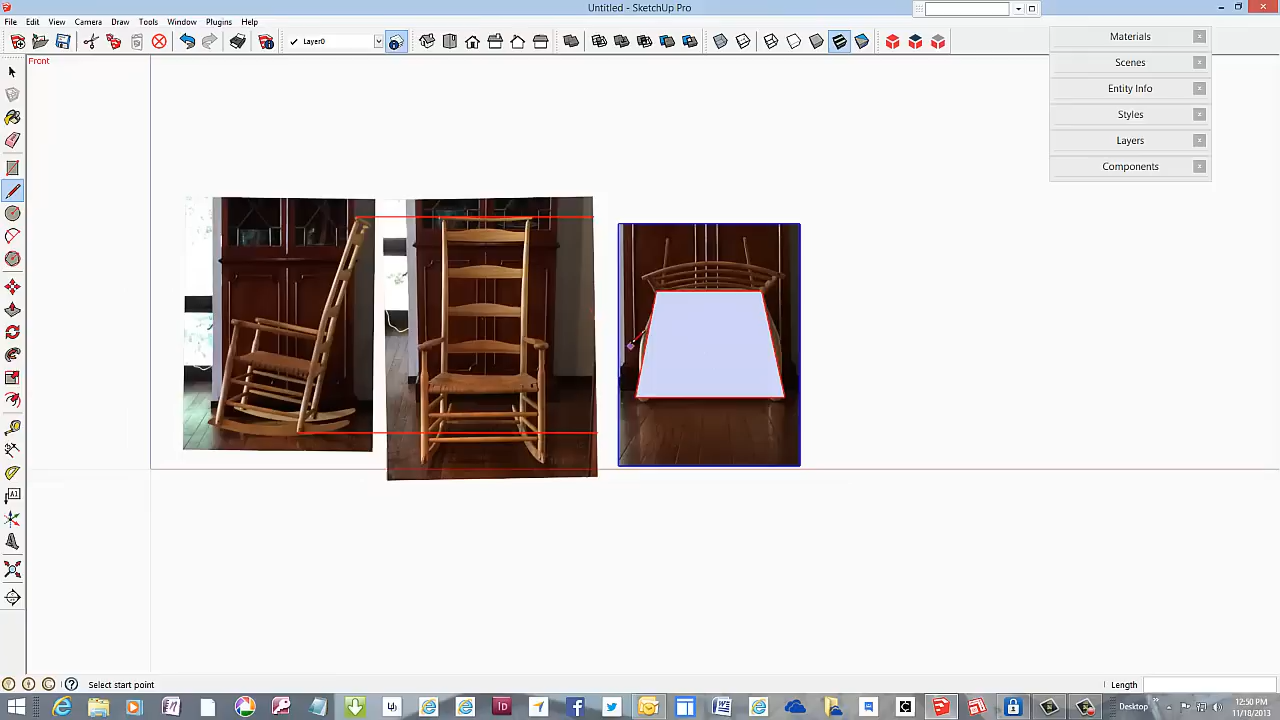 Untitled - SketchUp Pro
File Edit View Camera Draw Tools Window Plugins Help
Layer0
Front
Materials
Scenes
Entity Info
Styles
Layers
Components
Select start point
Length
Desktop
12:50 PM
11/18/2013